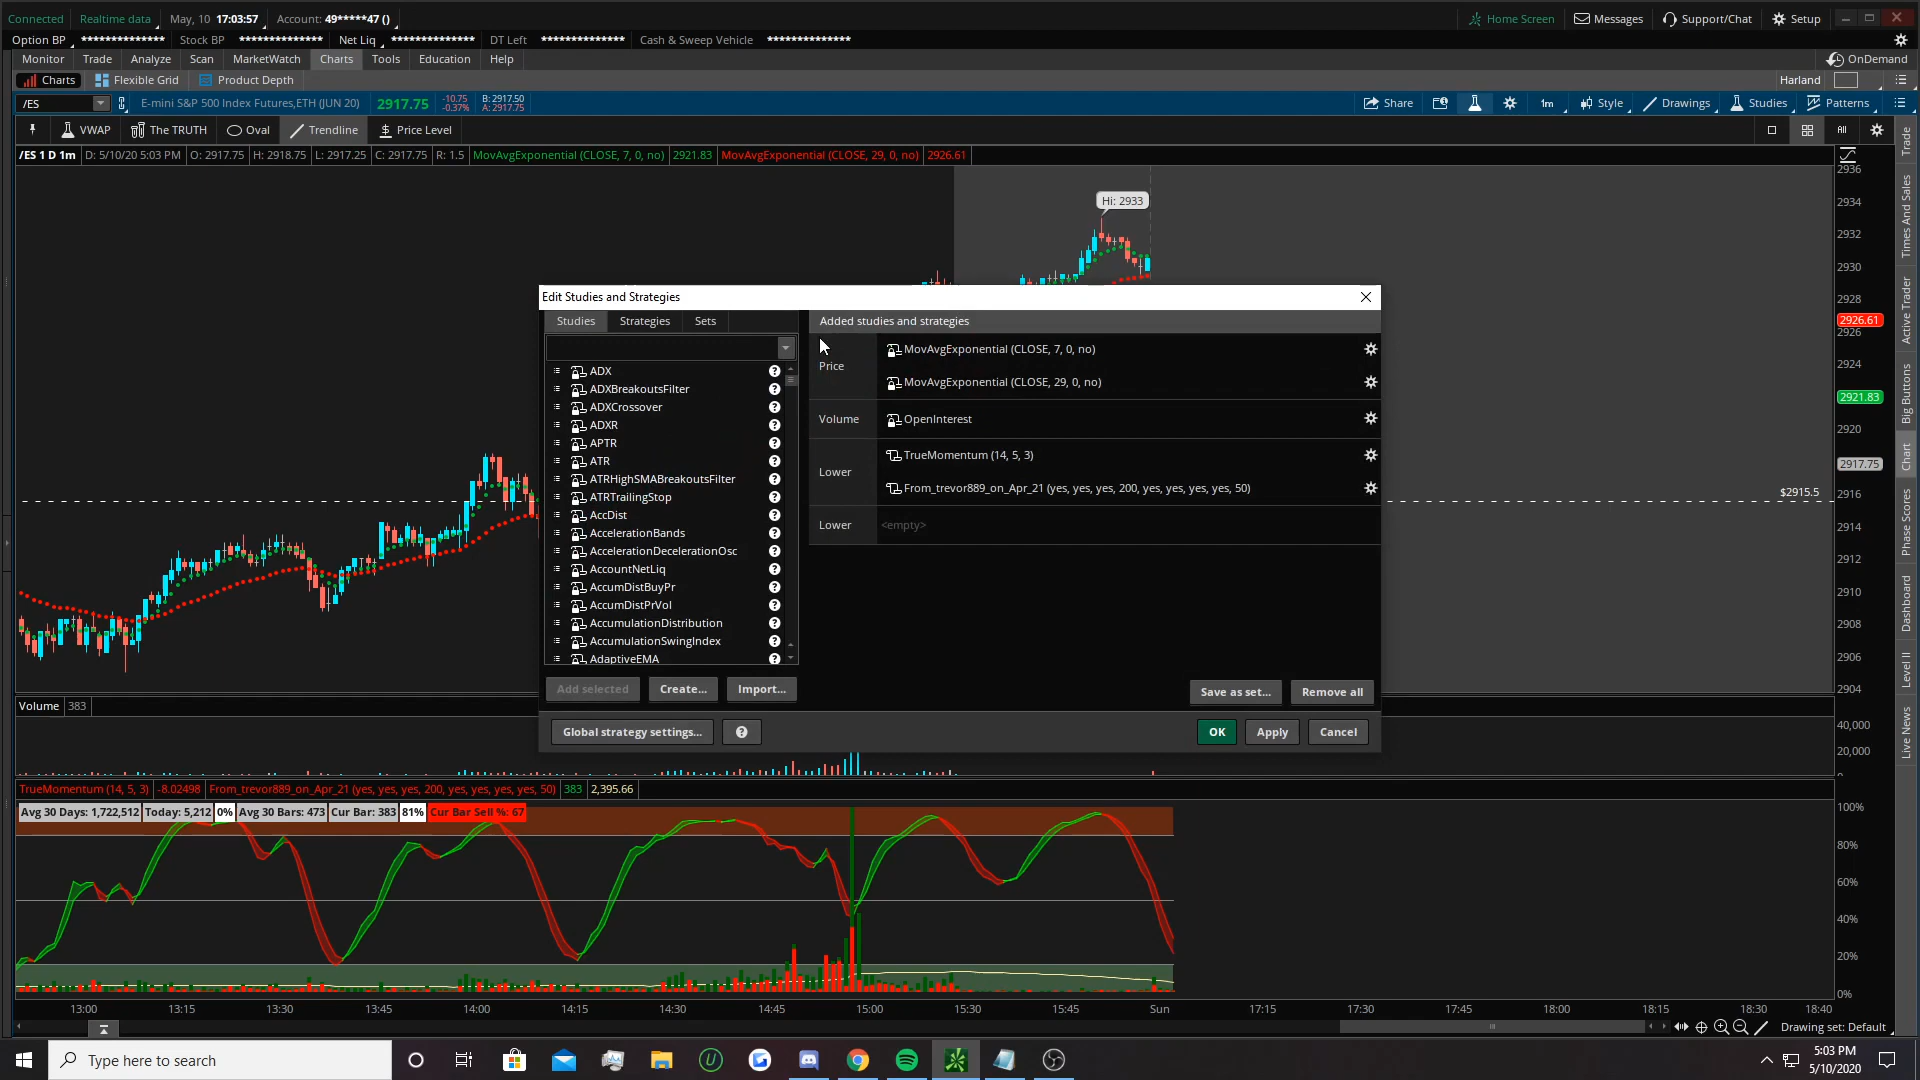 Connected Realtime data May, 10 17:03:57 Account: 49*****47 () Home Screen Messages Support/Chat Setup
Option BP ************** Stock BP ************** Net Liq ************** DT Left ************** Cash & Sweep Vehicle **************
Monitor Trade Analyze Scan MarketWatch Charts Tools Education Help OnDemand
Charts Flexible Grid Product Depth Harland
/ES E-mini S&P 500 Index Futures,ETH (JUN 20) 2917.75 -10.75 -0.37% B: 2917.50 A: 2917.75 Share 1m Style Drawings Studies Patterns
VWAP The TRUTH Oval Trendline Price Level All
/ES 1 D 1m D: 5/10/20 5:03 PM O: 2917.75 H: 2918.75 L: 2917.25 C: 2917.75 R: 1.5 MovAvgExponential (CLOSE, 7, 0, no) 2921.83 MovAvgExponential (CLOSE, 29, 0, no) 2926.61
Hi: 2933
2936
2934
2932
2930
2928
2926.61
2926
2924
2921.83
2920
2917.75
$2915.5
2916
2914
2912
2910
2908
2906
2904
Trade
Times And Sales
Active Trader
Big Buttons
Chart
Phase Scores
Dashboard
Level II
Live News
Edit Studies and Strategies
Studies Strategies Sets
ADX
ADXBreakoutsFilter
ADXCrossover
ADXR
APTR
ATR
ATRHighSMABreakoutsFilter
ATRTrailingStop
AccDist
AccelerationBands
AccelerationDecelerationOsc
AccountNetLiq
AccumDistBuyPr
AccumDistPrVol
AccumulationDistribution
AccumulationSwingIndex
AdaptiveEMA
Add selected Create... Import...
Added studies and strategies
Price
MovAvgExponential (CLOSE, 7, 0, no)
MovAvgExponential (CLOSE, 29, 0, no)
Volume OpenInterest
Lower
TrueMomentum (14, 5, 3)
From_trevor889_on_Apr_21 (yes, yes, yes, 200, yes, yes, yes, yes, 50)
Lower <empty>
Save as set... Remove all
Global strategy settings... ? OK Apply Cancel
Volume 383
40,000
20,000
TrueMomentum (14, 5, 3) -8.02498 From_trevor889_on_Apr_21 (yes, yes, yes, 200, yes, yes, yes, yes, 50) 383 2,395.66
Avg 30 Days: 1,722,512 Today: 5,212 0% Avg 30 Bars: 473 Cur Bar: 383 81% Cur Bar Sell %: 67
100%
80%
60%
40%
20%
0%
13:00 13:15 13:30 13:45 14:00 14:15 14:30 14:45 15:00 15:30 15:45 Sun 17:15 17:30 17:45 18:00 18:15 18:30 18:40
Drawing set: Default
Type here to search
5:03 PM
5/10/2020